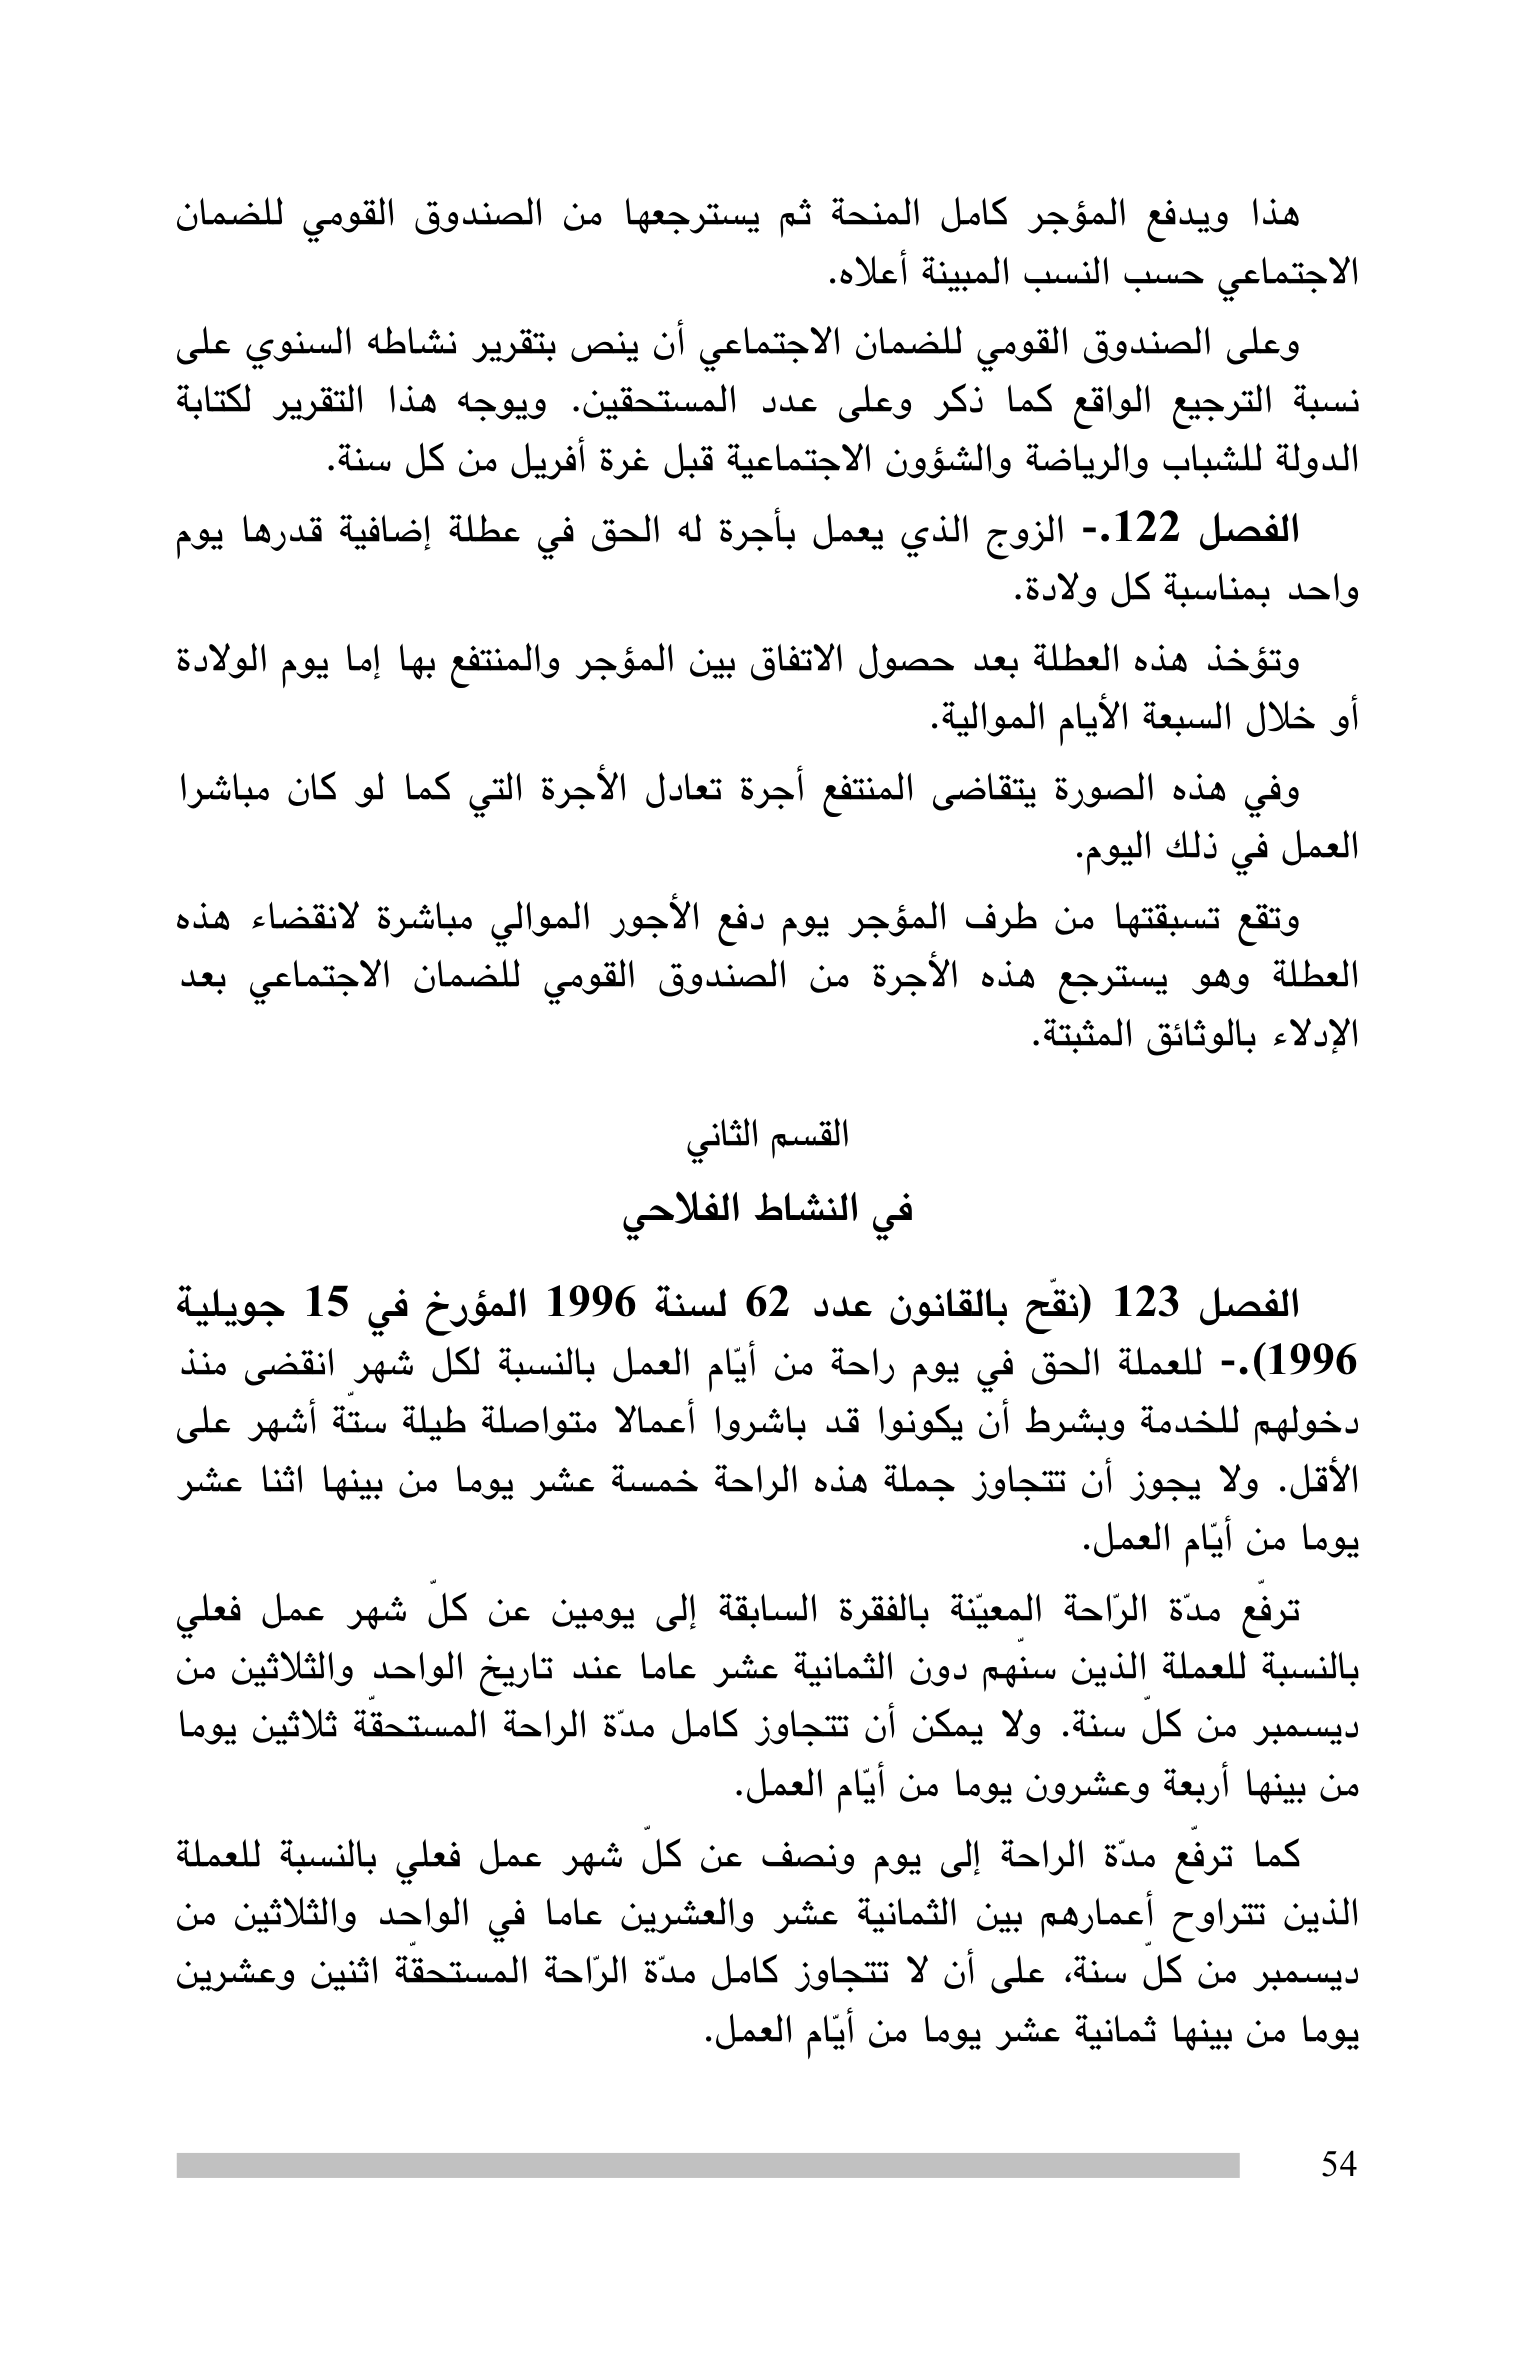 هذا ويدفع المؤجر كامل المنحة ثم يسترجعها من الصندوق القومي للضمان
الاجتماعي حسب النسب المبينة أعلاه.
وعلى الصندوق القومي للضمان الاجتماعي أن ينص بتقرير نشاطه السنوي على
نسبة الترجيع الواقع كما ذكر وعلى عدد المستحقين. ويوجه هذا التقرير لكتابة
الدولة للشباب والرياضة والشؤون الاجتماعية قبل غرة أفريل من كل سنة.
الفصل 122.- الزوج الذي يعمل بأجرة له الحق في عطلة إضافية قدرها يوم
واحد بمناسبة كل ولادة.
وتؤخذ هذه العطلة بعد حصول الاتفاق بين المؤجر والمنتفع بها إما يوم الولادة
أو خلال السبعة الأيام الموالية.
وفي هذه الصورة يتقاضى المنتفع أجرة تعادل الأجرة التي كما لو كان مباشرا
العمل في ذلك اليوم.
وتقع تسبقتها من طرف المؤجر يوم دفع الأجور الموالي مباشرة لانقضاء هذه
العطلة وهو يسترجع هذه الأجرة من الصندوق القومي للضمان الاجتماعي بعد
الإدلاء بالوثائق المثبتة.
القسم الثاني
في النشاط الفلاحي
الفصل 123 (نقّح بالقانون عدد 62 لسنة 1996 المؤرخ في 15 جويلية
1996).- للعملة الحق في يوم راحة من أيّام العمل بالنسبة لكل شهر انقضى منذ
دخولهم للخدمة وبشرط أن يكونوا قد باشروا أعمالا متواصلة طيلة ستّة أشهر على
الأقل. ولا يجوز أن تتجاوز جملة هذه الراحة خمسة عشر يوما من بينها اثنا عشر
يوما من أيّام العمل.
ترفّع مدّة الرّاحة المعيّنة بالفقرة السابقة إلى يومين عن كلّ شهر عمل فعلي
بالنسبة للعملة الذين سنّهم دون الثمانية عشر عاما عند تاريخ الواحد والثلاثين من
ديسمبر من كلّ سنة. ولا يمكن أن تتجاوز كامل مدّة الراحة المستحقّة ثلاثين يوما
من بينها أربعة وعشرون يوما من أيّام العمل.
كما ترفّع مدّة الراحة إلى يوم ونصف عن كلّ شهر عمل فعلي بالنسبة للعملة
الذين تتراوح أعمارهم بين الثمانية عشر والعشرين عاما في الواحد والثلاثين من
ديسمبر من كلّ سنة، على أن لا تتجاوز كامل مدّة الرّاحة المستحقّة اثنين وعشرين
يوما من بينها ثمانية عشر يوما من أيّام العمل.
54